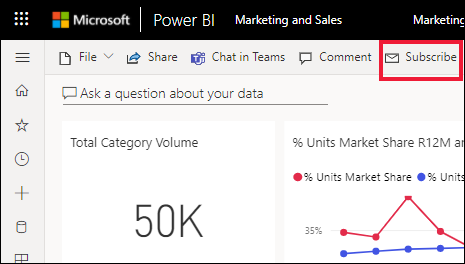 Microsoft Power BI Marketing and Sales Marketing
File Share Chat in Teams Comment Subscribe
Ask a question about your data
Total Category Volume
% Units Market Share R12M
% Units Market Share % Units
50K
35%